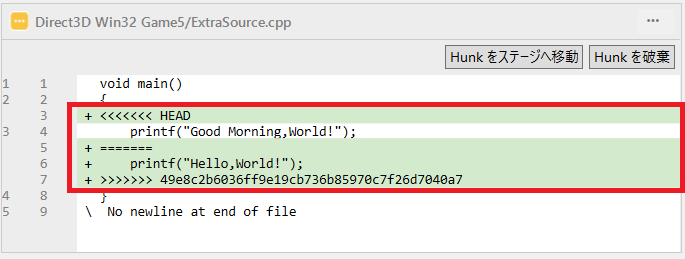 Direct3D Win32 Game5/ExtraSource.cpp
Hunk をステージへ移動 Hunk を破棄
1 1 void main()
2 2 {
3 + <<<<<<< HEAD
3 4 printf("Good Morning,World!");
5 + =======
6 + printf("Hello,World!");
7 + >>>>>>> 49e8c2b6036ff9e19cb736b85970c7f26d7040a7
4 8 }
5 9 \ No newline at end of file